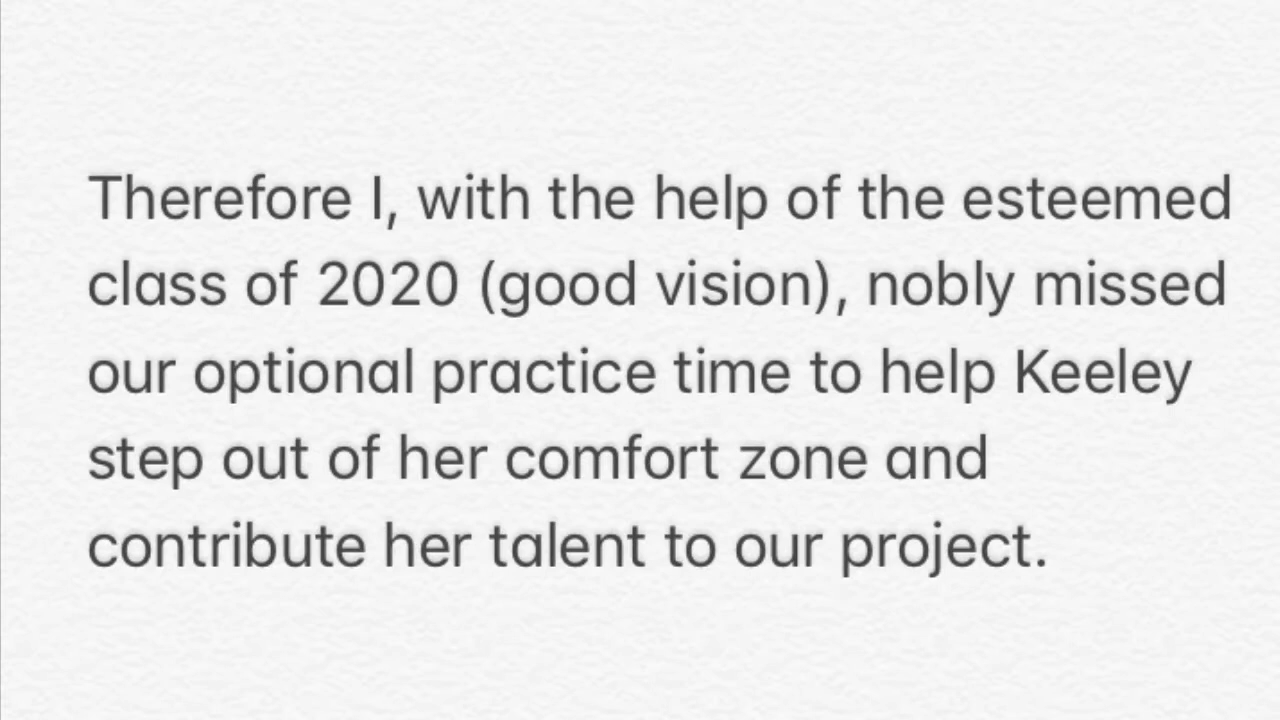 Therefore I, with the help of the esteemed
class of 2020 (good vision), nobly missed
our optional practice time to help Keeley
step out of her comfort zone and
contribute her talent to our project.